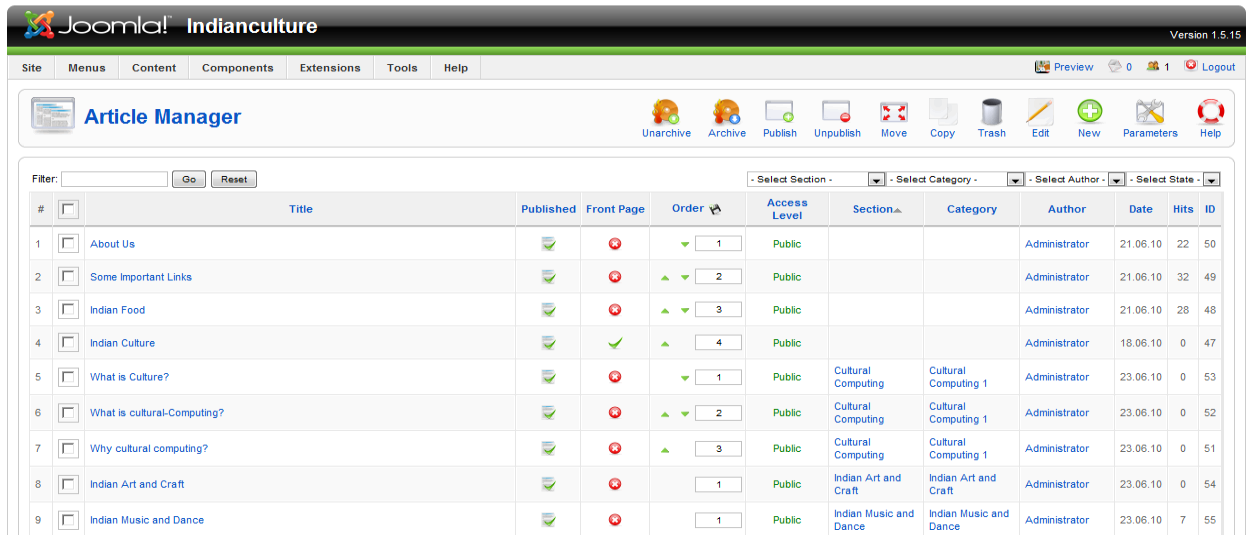 Joomla! Indianculture
Version 1.5.15
Site Menus Content Components Extensions Tools Help Preview 0 1 Logout
Article Manager Unarchive Archive Publish Unpublish Move Copy Trash Edit New Parameters Help
Filter: Go Reset - Select Section - - Select Category - - Select Author - - Select State -
# Title Published Front Page Order Access Level Section Category Author Date Hits ID
1 About Us 1 Public Administrator 21.06.10 22 50
2 Some Important Links 2 Public Administrator 21.06.10 32 49
3 Indian Food 3 Public Administrator 21.06.10 28 48
4 Indian Culture 4 Public Administrator 18.06.10 0 47
5 What is Culture? 1 Public Cultural Computing Cultural Computing 1 Administrator 23.06.10 0 53
6 What is cultural-Computing? 2 Public Cultural Computing Cultural Computing 1 Administrator 23.06.10 0 52
7 Why cultural computing? 3 Public Cultural Computing Cultural Computing 1 Administrator 23.06.10 0 51
8 Indian Art and Craft 1 Public Indian Art and Craft Indian Art and Craft Administrator 23.06.10 0 54
9 Indian Music and Dance 1 Public Indian Music and Dance Indian Music and Dance Administrator 23.06.10 7 55